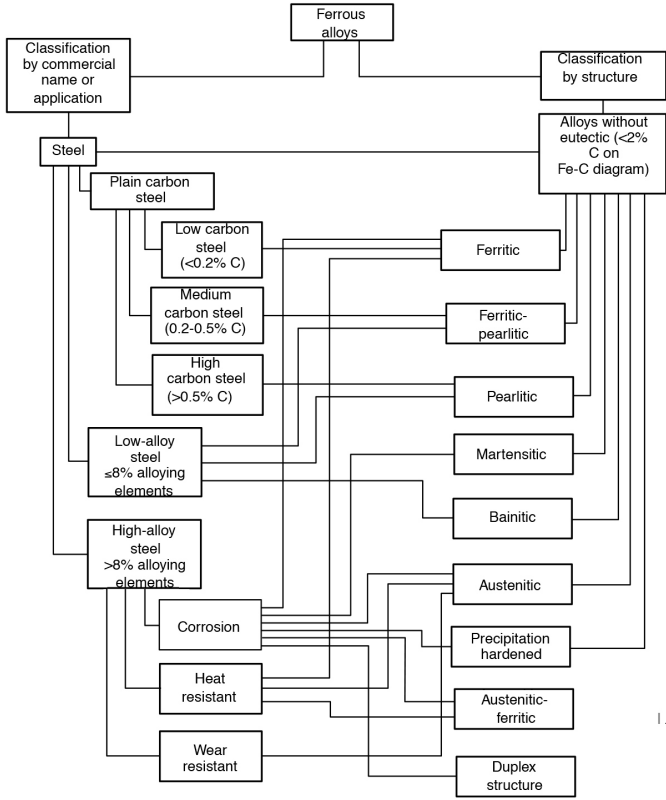 Ferrous
alloys
Classification
by commercial
name or
application
Classification
by structure
Steel
Alloys without
eutectic (<2%
C on
Fe-C diagram)
Plain carbon
steel
Low carbon
steel
(<0.2% C)
Ferritic
Medium
carbon steel
(0.2-0.5% C)
Ferritic-
pearlitic
High
carbon steel
(>0.5% C)
Pearlitic
Low-alloy
steel
≤8% alloying
elements
Martensitic
Bainitic
High-alloy
steel
>8% alloying
elements
Austenitic
Corrosion
Precipitation
hardened
Heat
resistant
Austenitic-
ferritic
Wear
resistant
Duplex
structure